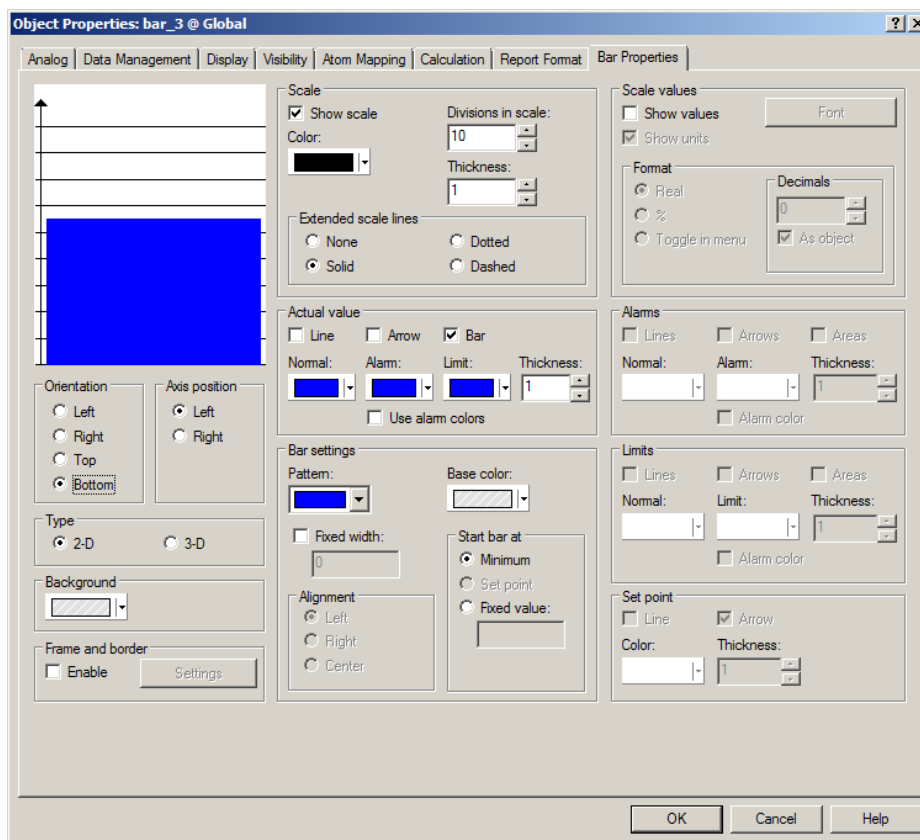 Object Properties: bar_3 @ Global
Analog Data Management Display Visibility Atom Mapping Calculation Report Format Bar Properties
Scale
Show scale
Color:
Divisions in scale:
10
Thickness:
1
Extended scale lines
None
Dotted
Solid
Dashed
Scale values
Show values
Font
Show units
Format
Real
%
Toggle in menu
Decimals
0
As object
Actual value
Line Arrow Bar
Normal: Alarm: Limit: Thickness:
1
Use alarm colors
Alarms
Lines Arrows Areas
Normal: Alarm: Thickness:
1
Alarm color
Orientation
Left
Right
Top
Bottom
Axis position
Left
Right
Type
2-D 3-D
Background
Frame and border
Enable Settings
Bar settings
Pattern: Base color:
Fixed width:
0
Alignment
Left
Right
Center
Start bar at
Minimum
Set point
Fixed value:
Limits
Lines Arrows Areas
Normal: Limit: Thickness:
1
Alarm color
Set point
Line Arrow
Color: Thickness:
1
OK Cancel Help